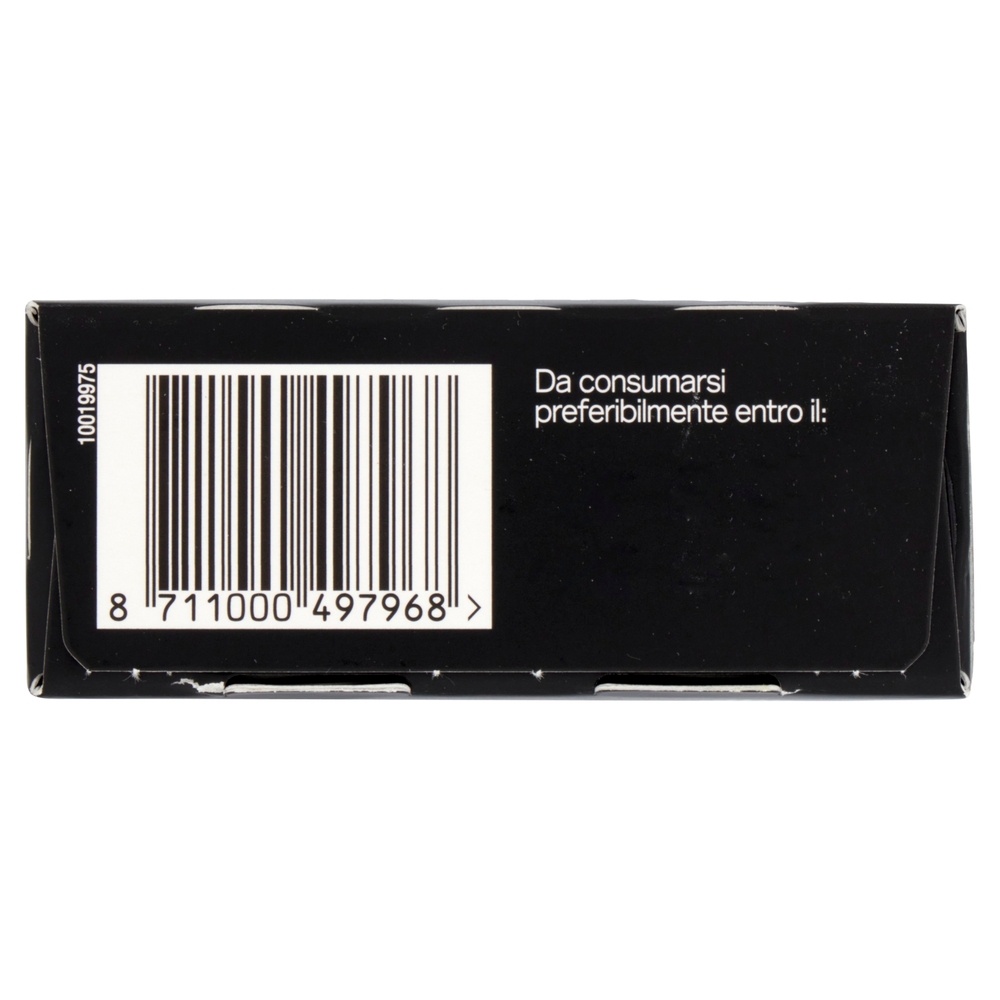 10019975
Da consumarsi
preferibilmente entro il:
8 711000 497968 >